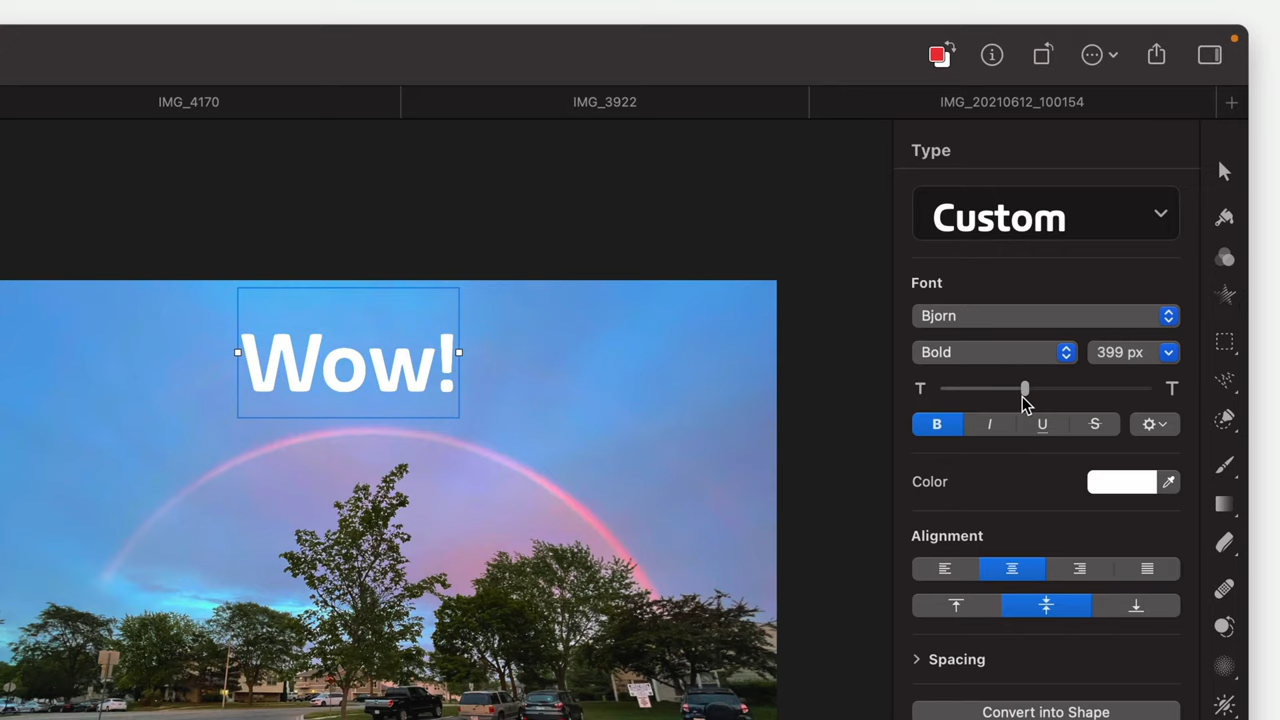 IMG_4170
IMG_3922
IMG_20210612_100154
Type
Custom
Font
Bjorn
Bold
399 px
T
T
B I U S
Color
Alignment
Spacing
Convert into Shape
Wow!